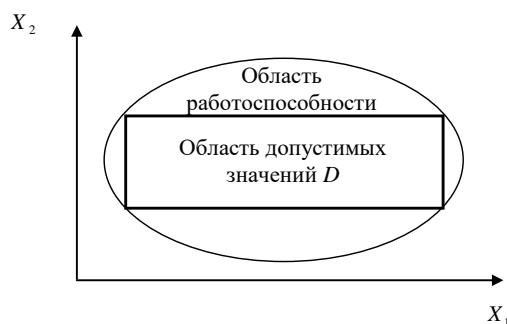 X₂
Область
работоспособности
Область допустимых
значений D
X₁